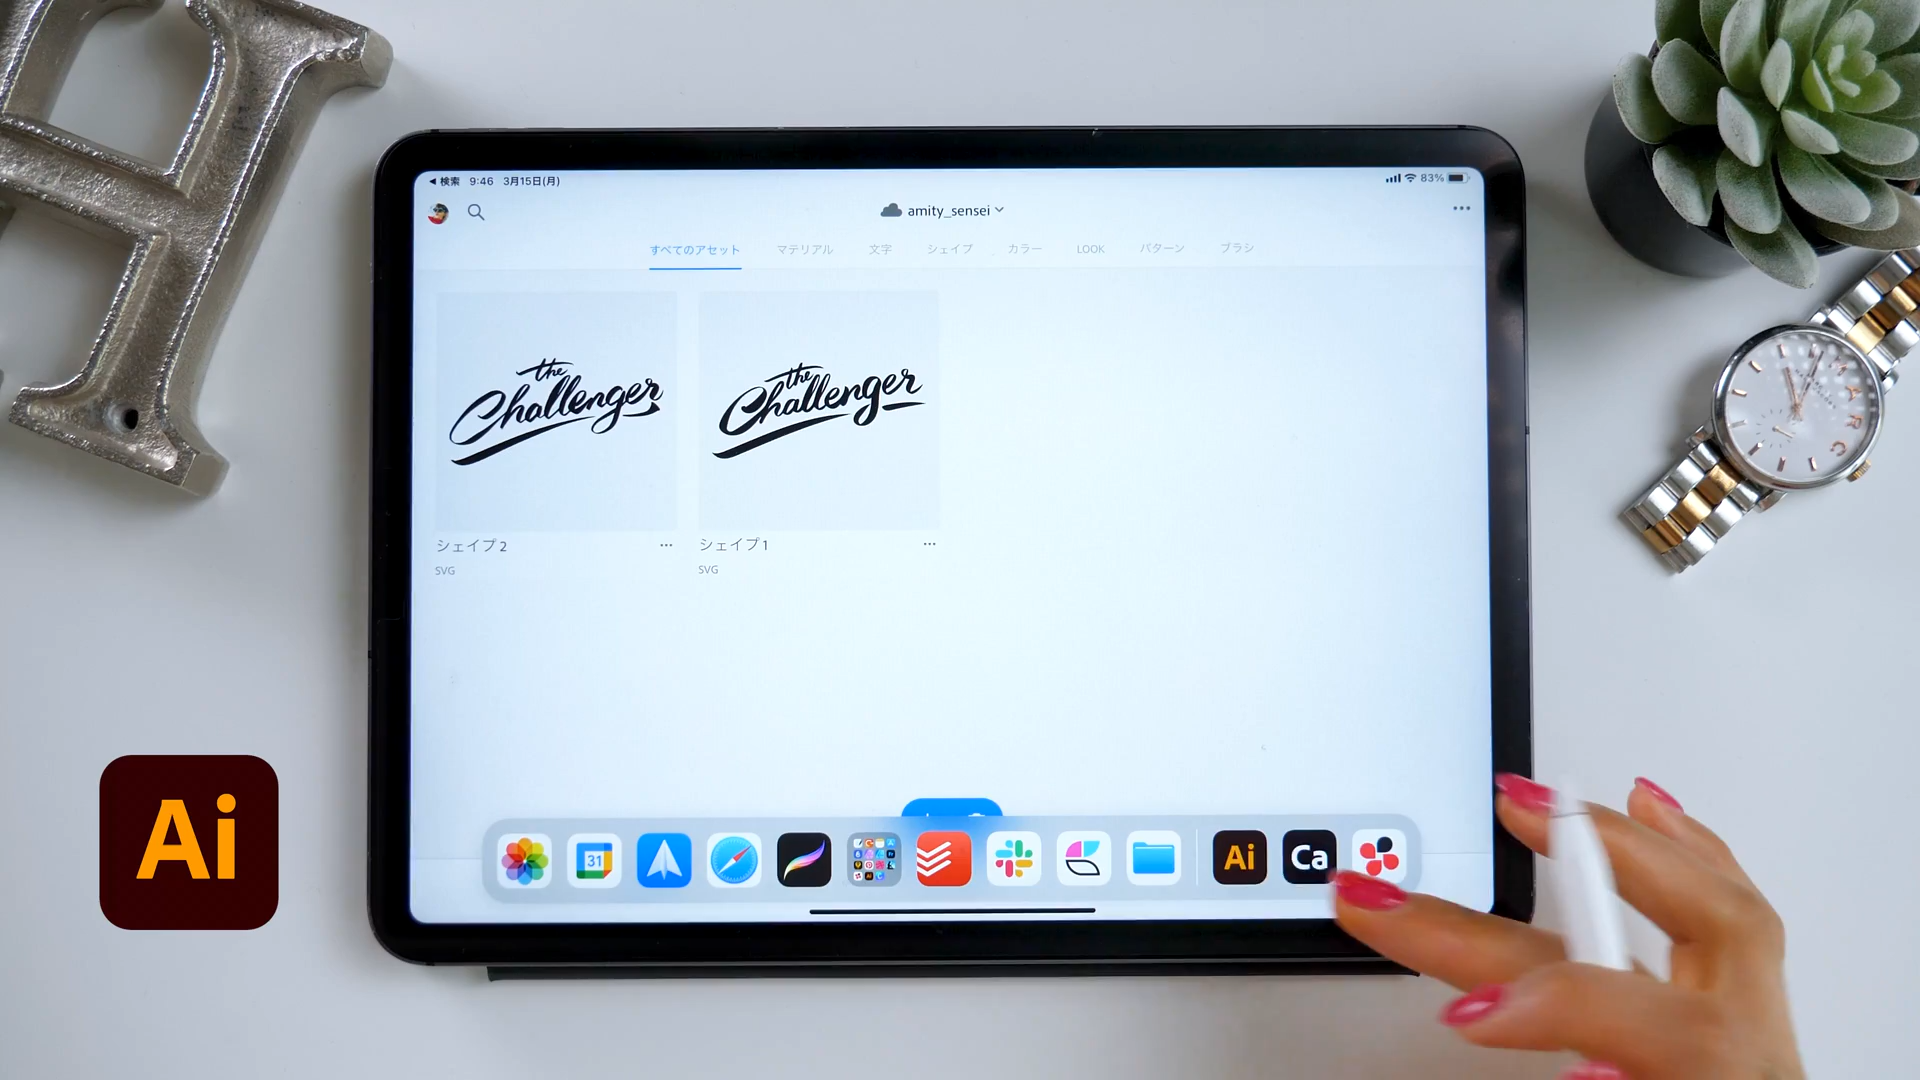 ◀ 検索 9:46 3月15日(月)
83%
amity_sensei
すべてのアセット マテリアル 文字 シェイプ カラー LOOK パターン ブラシ
the
Challenger
the
Challenger
シェイプ 2
シェイプ 1
SVG
SVG
31
Ai
Ca
Ai
MARC
H